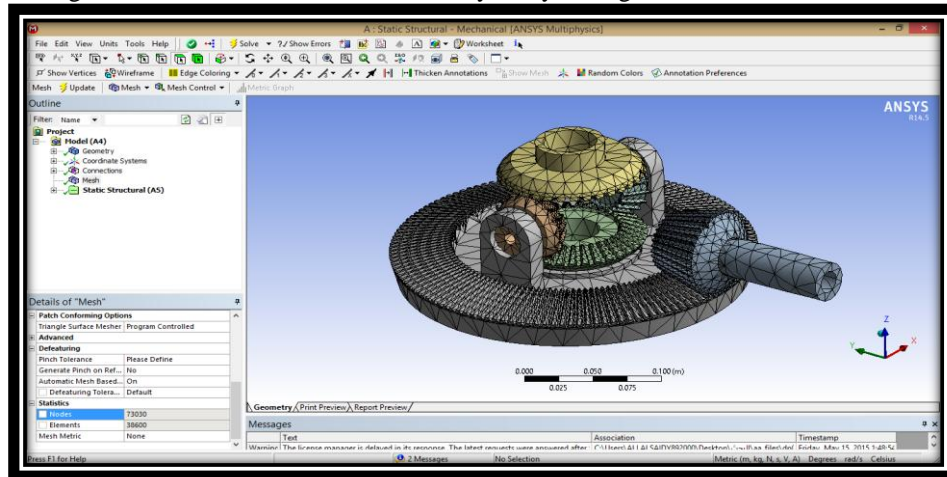 A : Static Structural - Mechanical [ANSYS Multiphysics]
File Edit View Units Tools Help Solve ?/Show Errors Worksheet
Show Vertices Wireframe Edge Coloring Thicken Annotations Show Mesh Random Colors Annotation Preferences
Mesh Update Mesh Mesh Control Metric Graph
Outline
Filter: Name
Project
Model (A4)
Geometry
Coordinate Systems
Connections
Mesh
Static Structural (A5)
ANSYS
R14.5
Details of "Mesh"
Patch Conforming Options
Triangle Surface Mesher Program Controlled
Advanced
Defeaturing
Pinch Tolerance Please Define
Generate Pinch on Ref... No
Automatic Mesh Based... On
Defeaturing Tolera... Default
Statistics
Nodes 73030
Elements 38600
Mesh Metric None
Z
Y X
0.000 0.050 0.100 (m)
0.025 0.075
Geometry Print Preview Report Preview
Messages
Text Association Timestamp
Warning The license manager is delayed in its response. The latest requests were answered after Friday, May 15, 2015
Press F1 for Help 2 Messages No Selection Metric (m, kg, N, s, V, A) Degrees rad/s Celsius